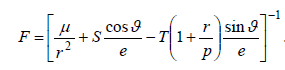 F = [ μ/r² + S cos ϑ/e − T(1 + r/p) sin ϑ/e ]⁻¹.